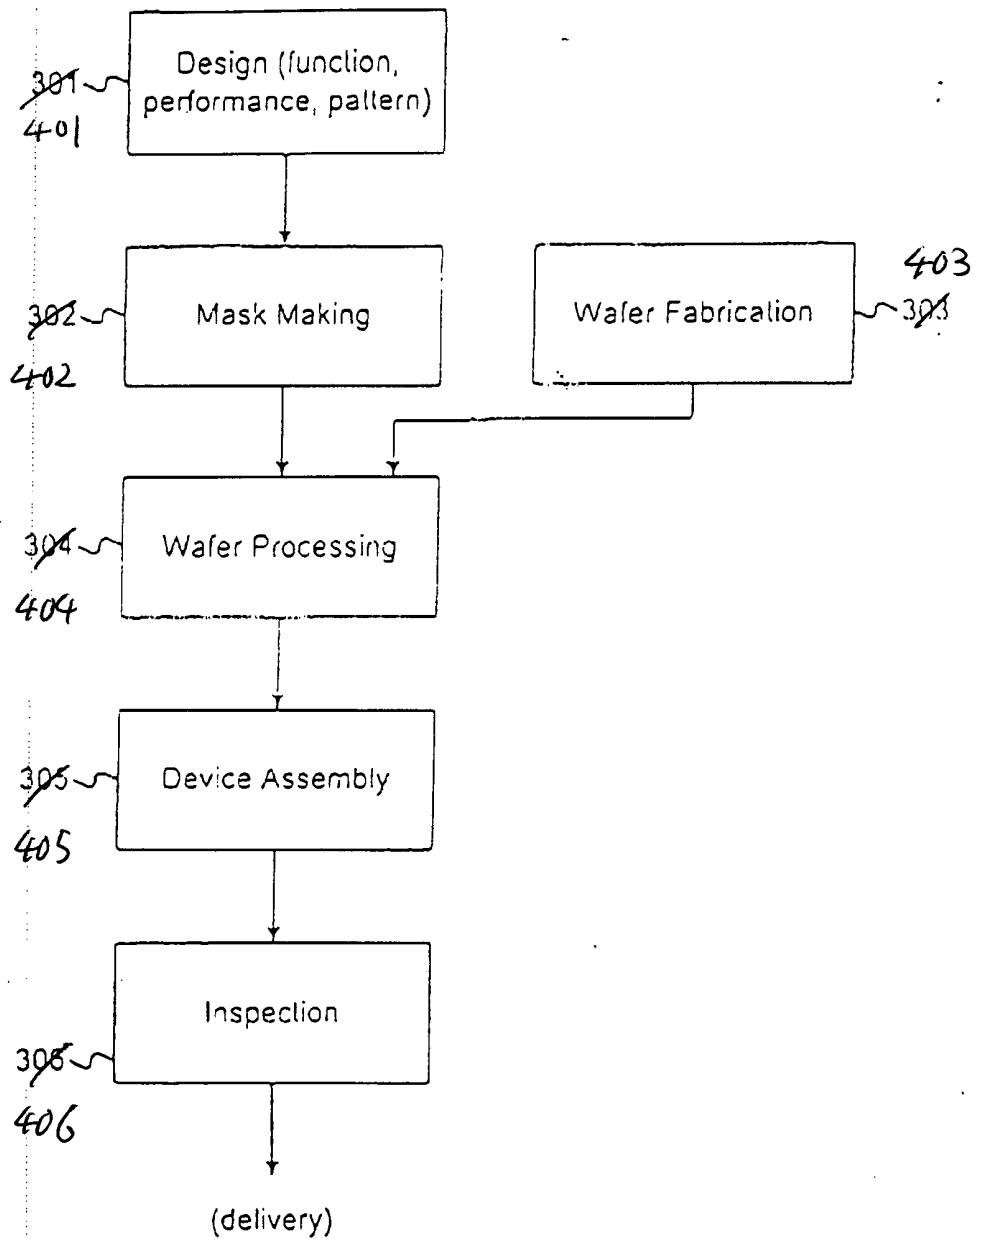 Design (function,
performance, pattern)
301
401
Mask Making
302
402
Wafer Fabrication
403
303
Wafer Processing
304
404
Device Assembly
305
405
Inspection
306
406
(delivery)